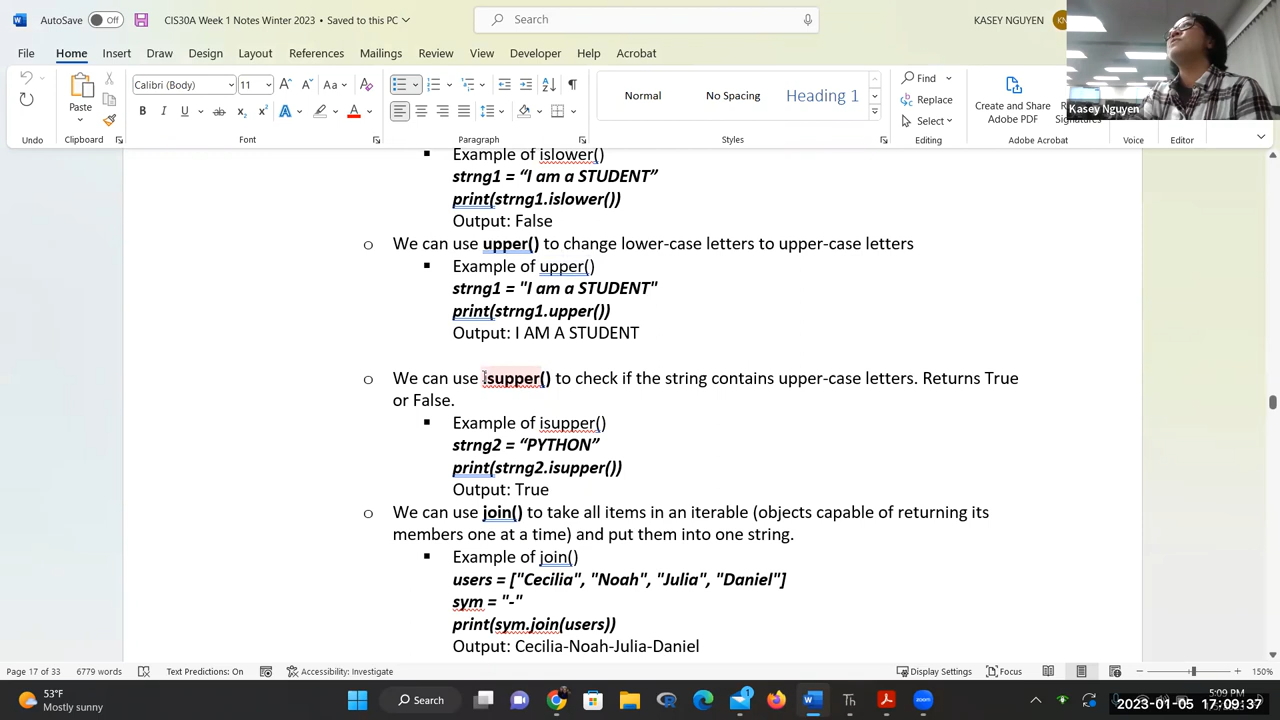 AutoSave Off CIS30A Week 1 Notes Winter 2023 • Saved to this PC Search KASEY NGUYEN
File Home Insert Draw Design Layout References Mailings Review View Developer Help Acrobat
Calibri (Body) 11 Aa Normal No Spacing Heading 1 Find
Paste Replace Create and Share Adobe PDF
B I U ab x₂ x² A A Select
Undo Clipboard Font Paragraph Styles Editing Adobe Acrobat Voice Editor
Kasey Nguyen
▪ Example of islower()
strng1 = “I am a STUDENT”
print(strng1.islower())
Output: False
o We can use upper() to change lower-case letters to upper-case letters
▪ Example of upper()
strng1 = "I am a STUDENT"
print(strng1.upper())
Output: I AM A STUDENT
o We can use isupper() to check if the string contains upper-case letters. Returns True
or False.
▪ Example of isupper()
strng2 = “PYTHON”
print(strng2.isupper())
Output: True
o We can use join() to take all items in an iterable (objects capable of returning its
members one at a time) and put them into one string.
▪ Example of join()
users = ["Cecilia", "Noah", "Julia", "Daniel"]
sym = "-"
print(sym.join(users))
Output: Cecilia-Noah-Julia-Daniel
Page 17 of 33 6779 words Text Predictions: On Accessibility: Investigate Display Settings Focus 150%
53°F
Mostly sunny
Search
5:09 PM
2023-01-05 17:09:37